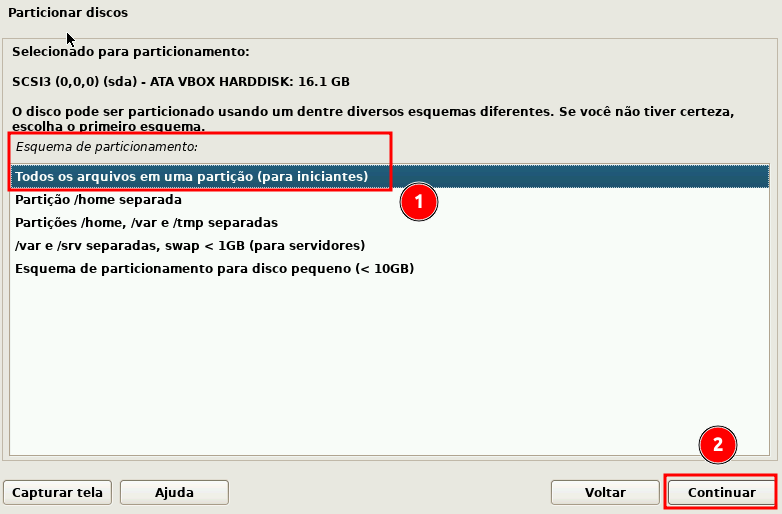 Particionar discos
Selecionado para particionamento:
SCSI3 (0,0,0) (sda) - ATA VBOX HARDDISK: 16.1 GB
O disco pode ser particionado usando um dentre diversos esquemas diferentes. Se você não tiver certeza,
escolha o primeiro esquema.
Esquema de particionamento:
Todos os arquivos em uma partição (para iniciantes)
1
Partição /home separada
Partições /home, /var e /tmp separadas
/var e /srv separadas, swap < 1GB (para servidores)
Esquema de particionamento para disco pequeno (< 10GB)
2
Capturar tela
Ajuda
Voltar
Continuar